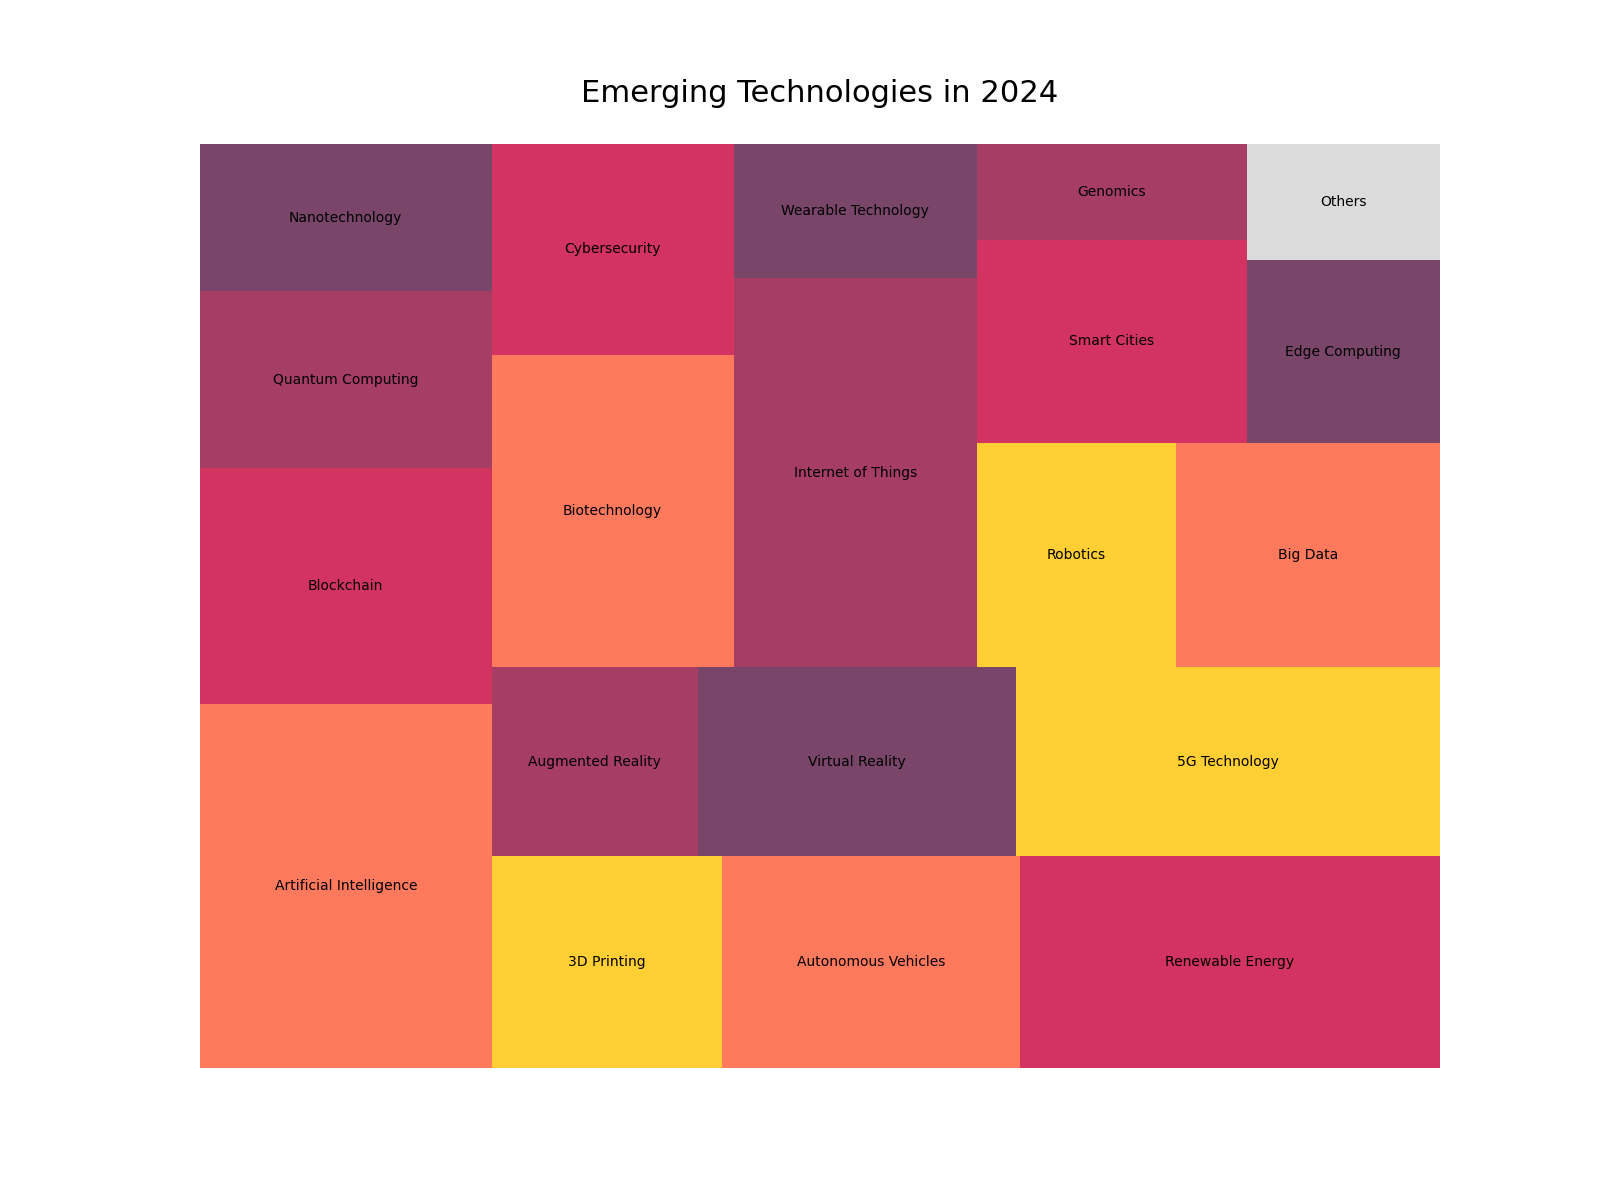 Emerging Technologies in 2024
Nanotechnology
Cybersecurity
Wearable Technology
Genomics
Others
Quantum Computing
Smart Cities
Edge Computing
Internet of Things
Biotechnology
Robotics
Big Data
Blockchain
Augmented Reality
Virtual Reality
5G Technology
Artificial Intelligence
3D Printing
Autonomous Vehicles
Renewable Energy